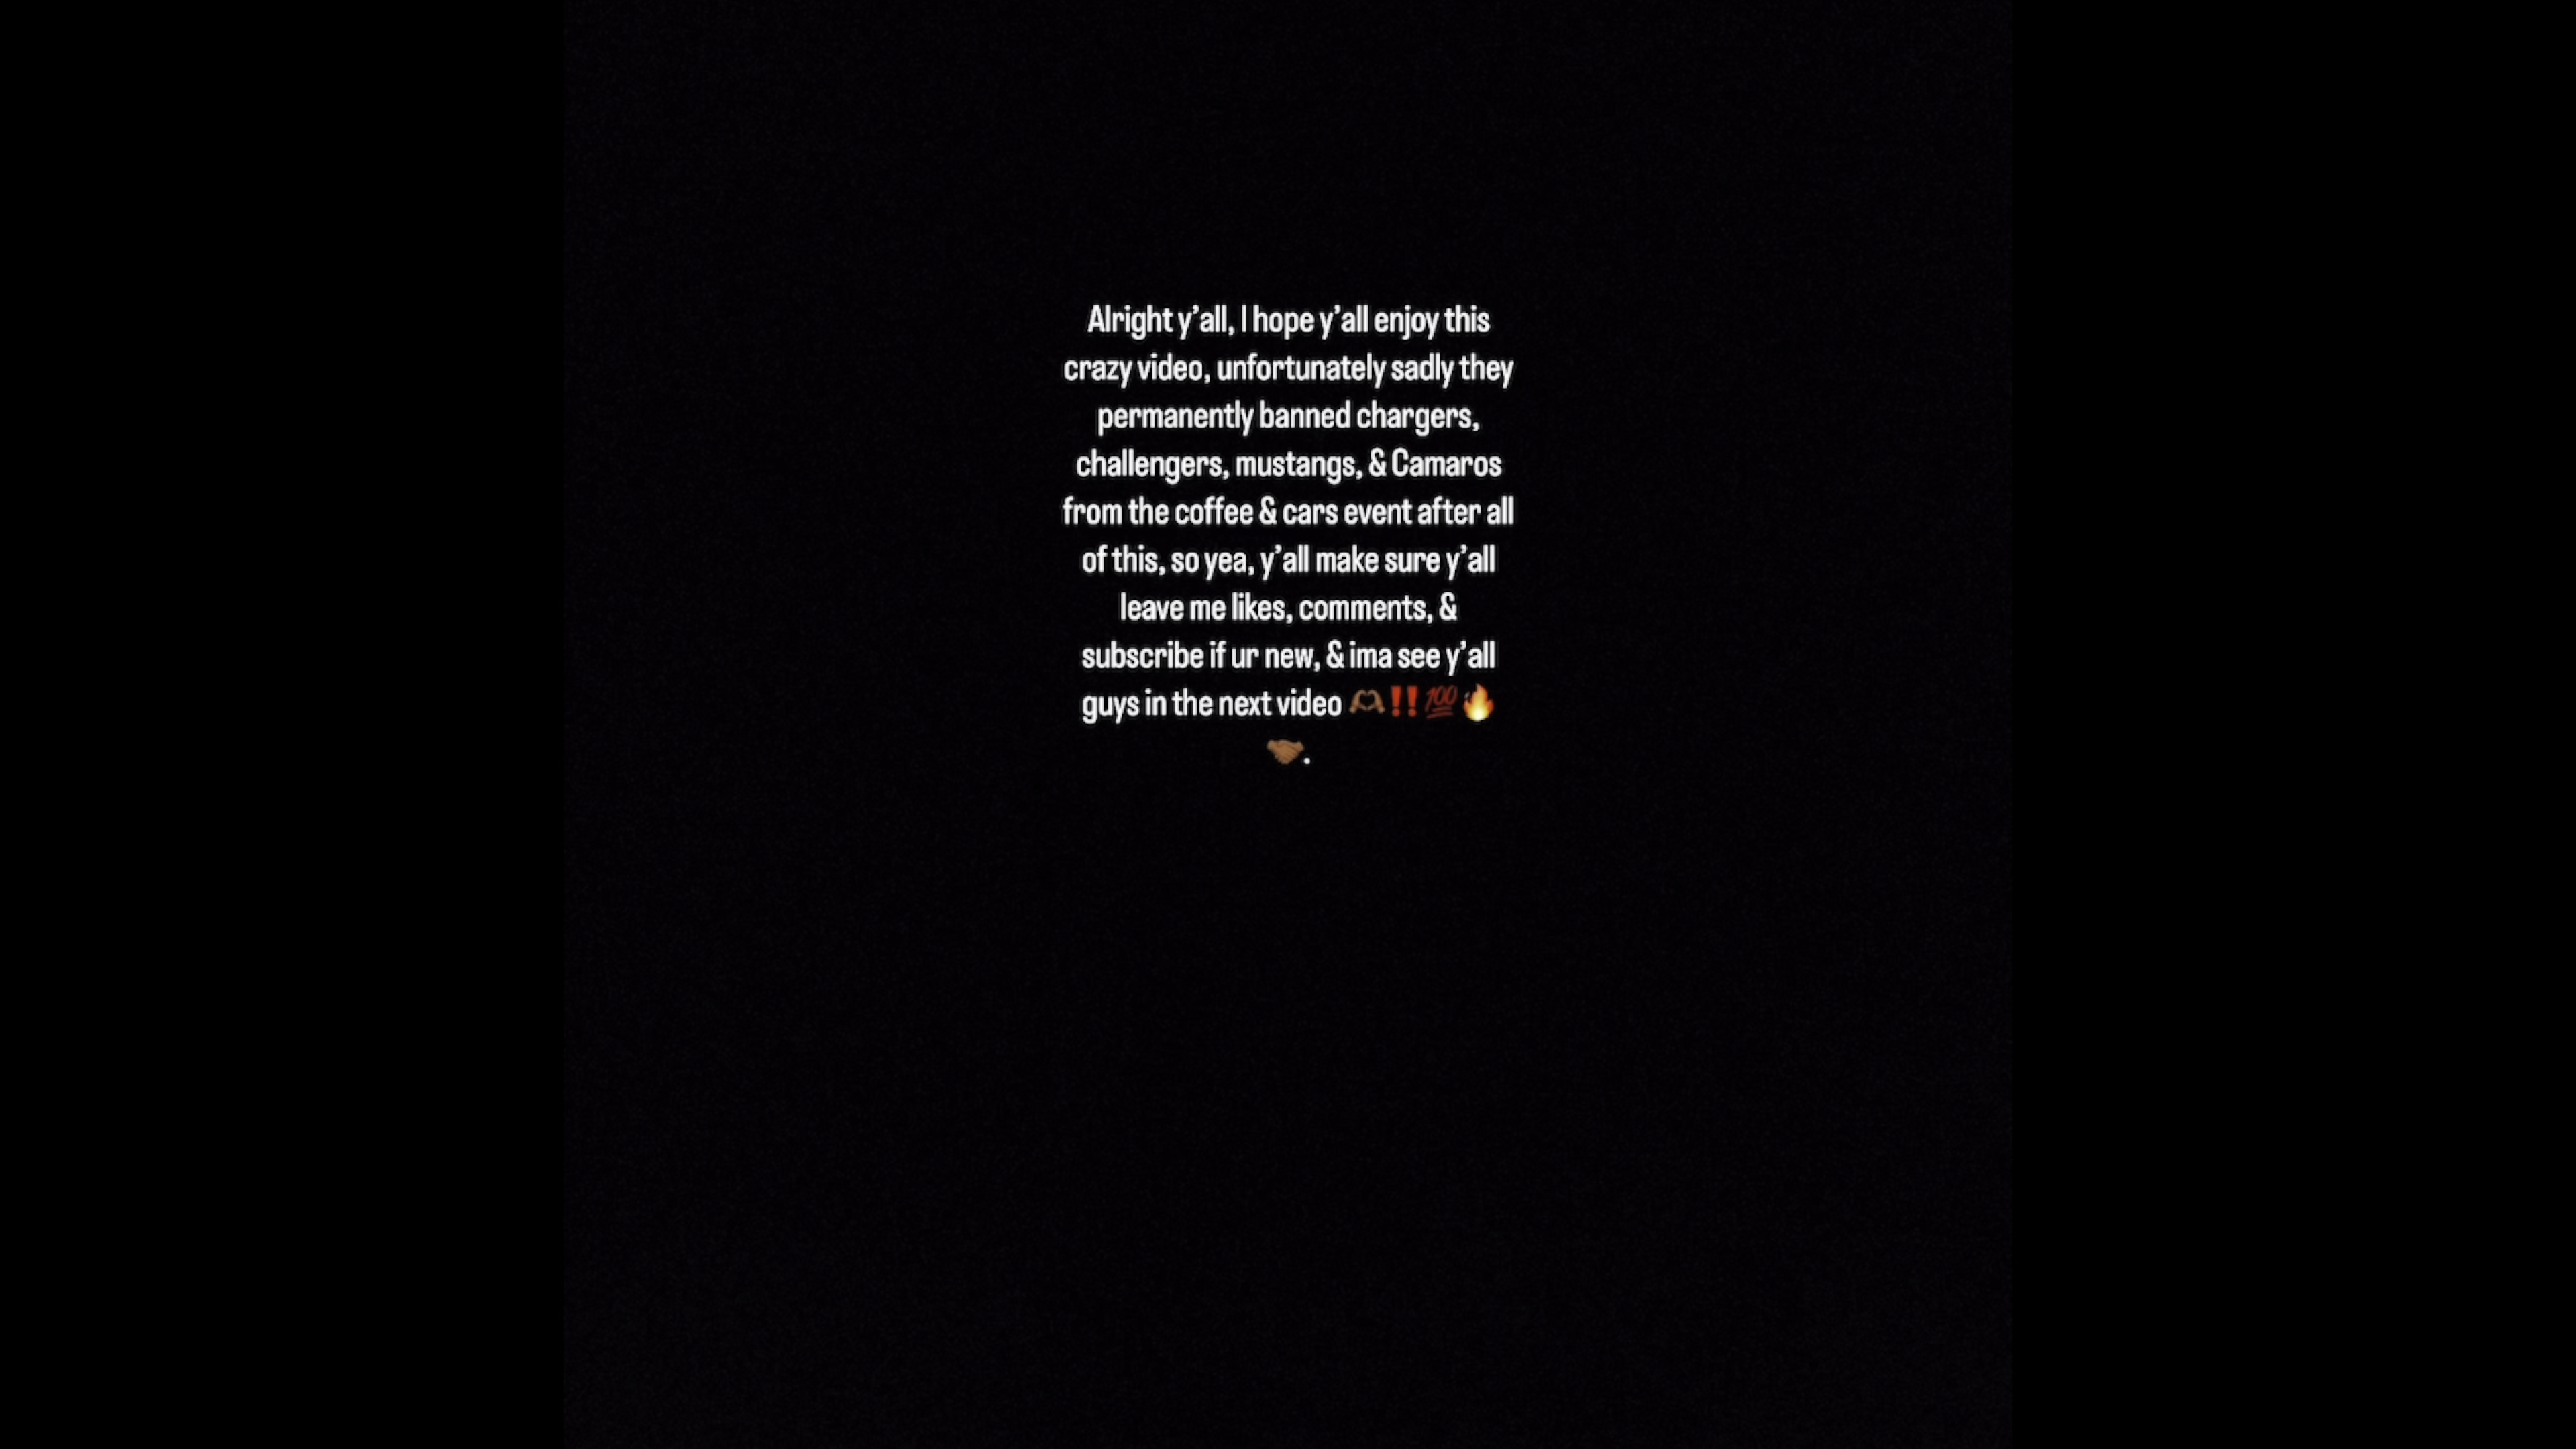 Alright y’all, I hope y’all enjoy this
crazy video, unfortunately sadly they
permanently banned chargers,
challengers, mustangs, & Camaros
from the coffee & cars event after all
of this, so yea, y’all make sure y’all
leave me likes, comments, &
subscribe if ur new, & ima see y’all
guys in the next video 🫶🏽‼️💯🔥
🤝🏽.